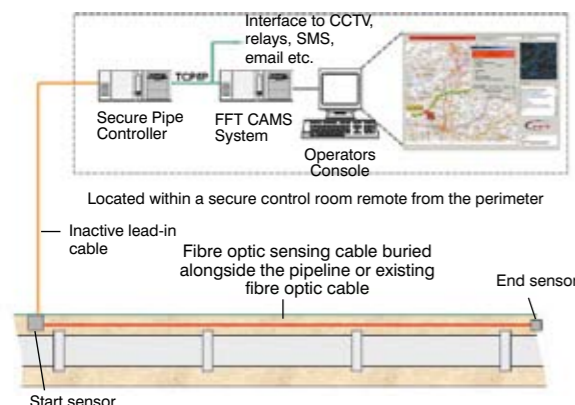 Interface to CCTV,
relays, SMS,
email etc.
TCP/IP
Secure Pipe
Controller
FFT CAMS
System
Operators
Console
Located within a secure control room remote from the perimeter
Inactive lead-in
cable
Fibre optic sensing cable buried
alongside the pipeline or existing
fibre optic cable
End sensor
Start sensor